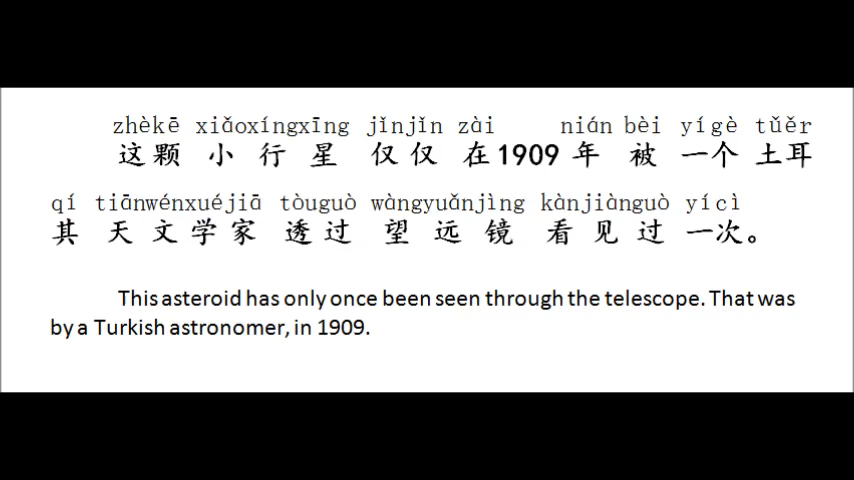 zhèkē xiǎoxíngxīng jǐnjǐn zài nián bèi yígè tǔěr
这颗 小 行 星 仅仅 在1909 年 被 一个 土耳
qí tiānwénxuéjiā tòuguò wàngyuǎnjìng kànjiànguò yícì
其 天 文 学 家 透过 望 远 镜 看 见 过 一次。
This asteroid has only once been seen through the telescope. That was
by a Turkish astronomer, in 1909.